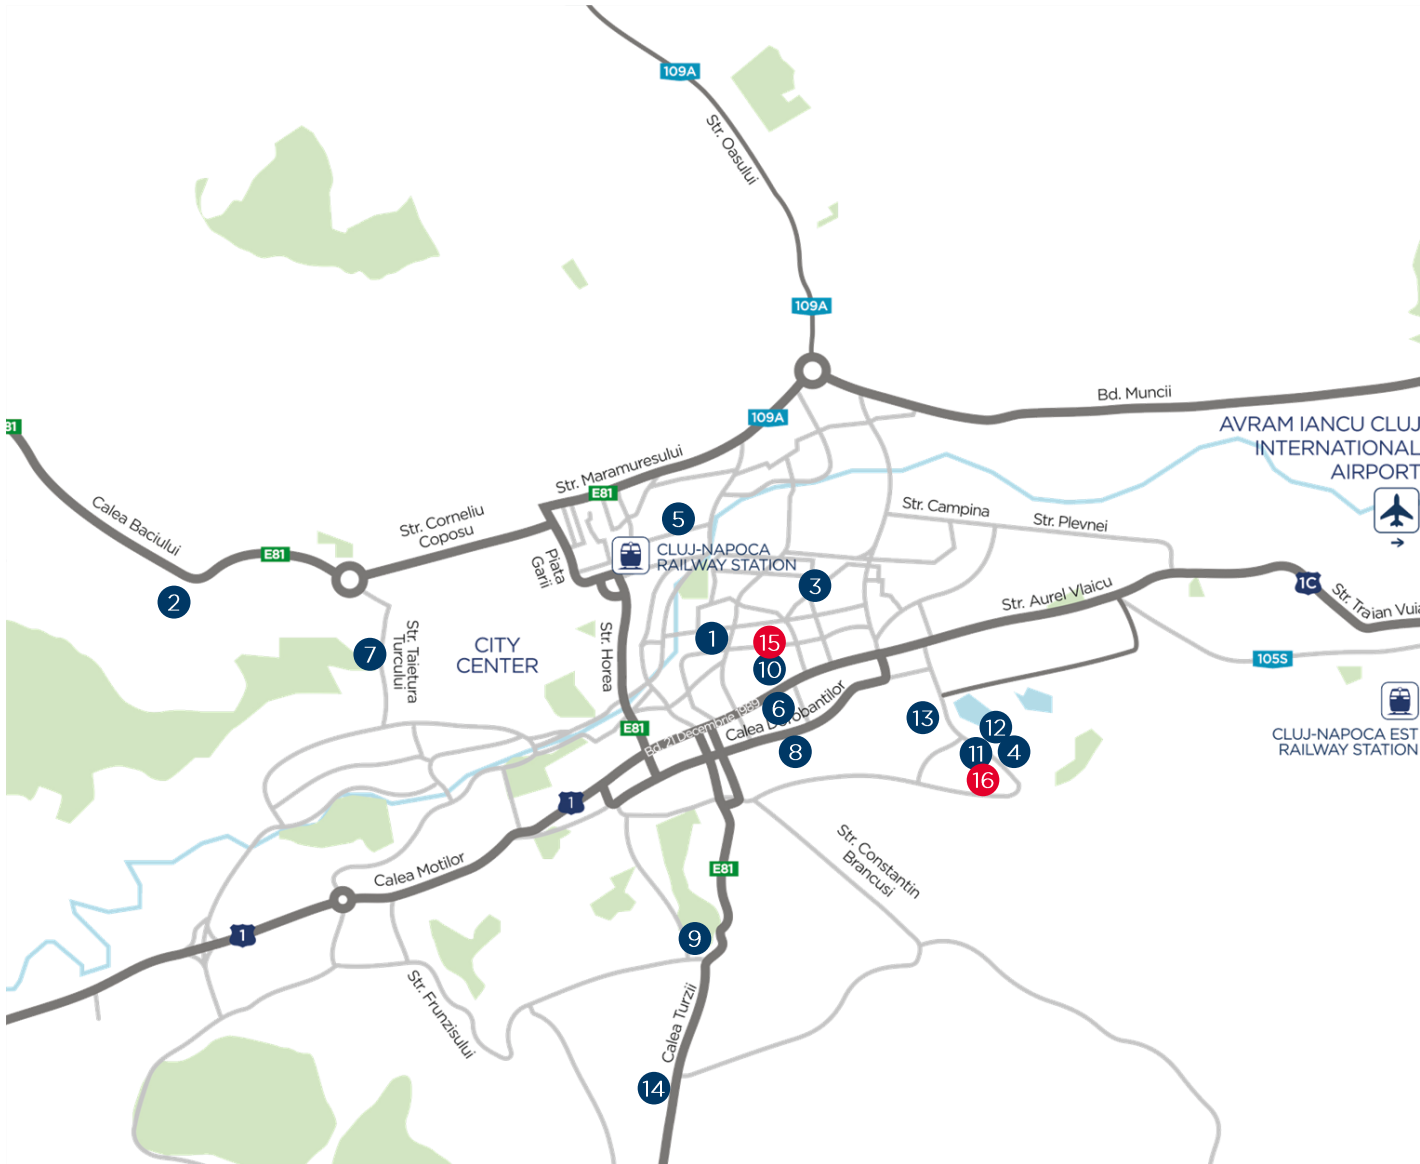 109A
Str. Oasului
109A
Bd. Muncii
109A
AVRAM IANCU CLUJ
INTERNATIONAL
AIRPORT
81
Str. Maramuresului
E81
Calea Baciului
Str. Corneliu
Coposu
5
Str. Campina
Str. Plevnei
E81
Piata
Garii
CLUJ-NAPOCA
RAILWAY STATION
2
3
Str. Aurel Vlaicu
1C
Str. Traian Vuia
7
Str. Taietura
Turcului
CITY
CENTER
Str. Horea
1
15
10
105S
6
13
12
E81
Bd. 21 Decembrie 1989
Calea Dorobantilor
8
11
4
16
CLUJ-NAPOCA EST
RAILWAY STATION
1
Str. Constantin
Brancusi
Calea Motilor
E81
1
9
Str. Frunzisului
Calea Turzii
14